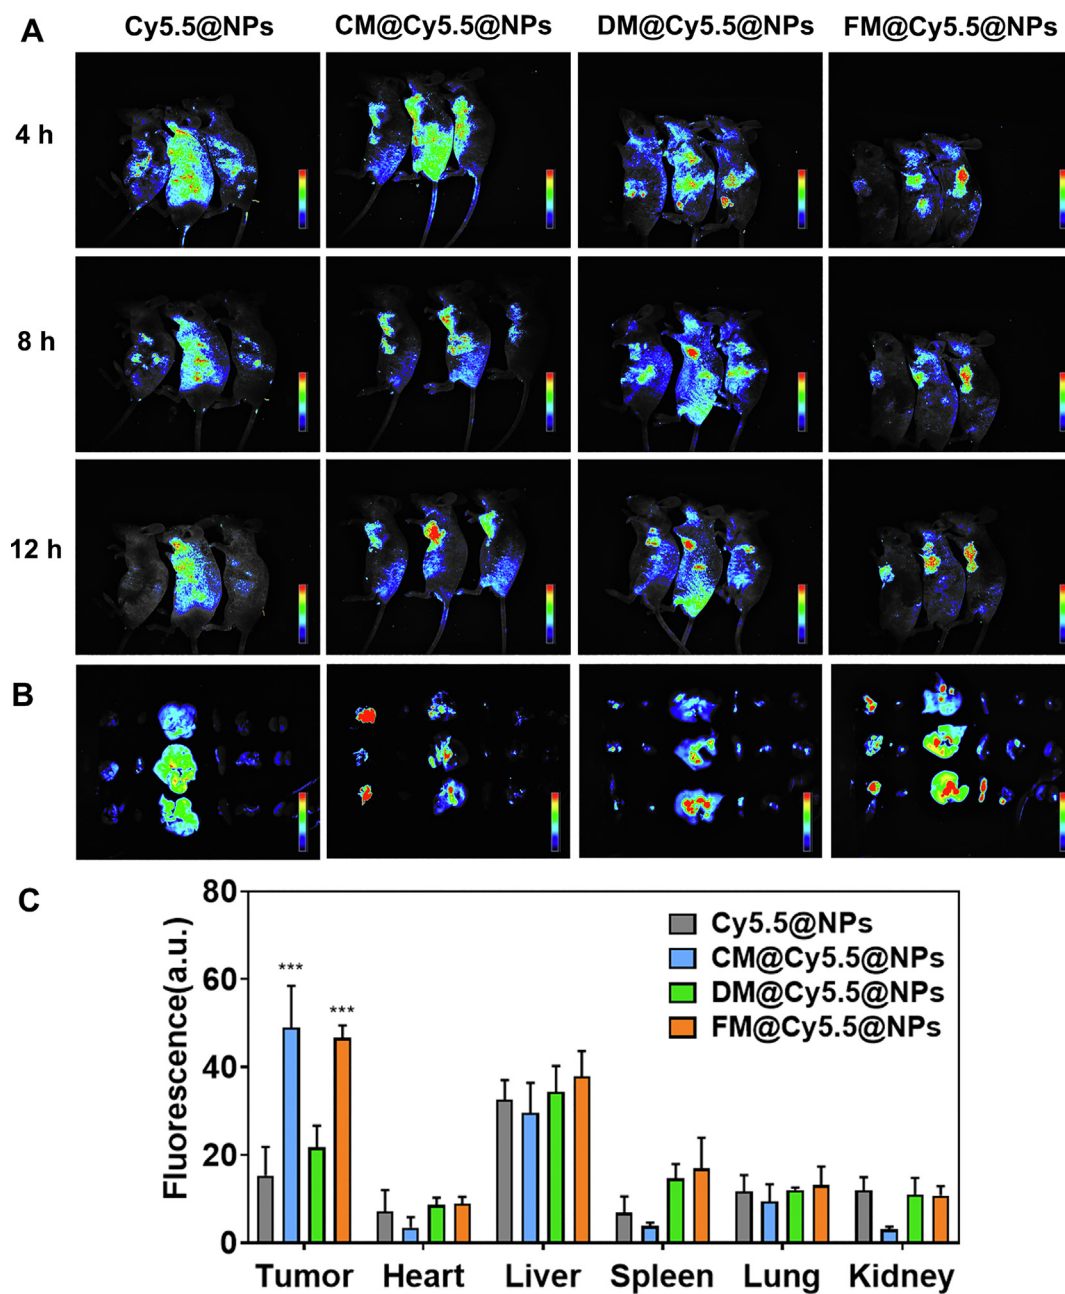 A
Cy5.5@NPs CM@Cy5.5@NPs DM@Cy5.5@NPs FM@Cy5.5@NPs
4 h
8 h
12 h
B
C
80
60
40
20
0
Fluorescence(a.u.)
*** ***
Cy5.5@NPs
CM@Cy5.5@NPs
DM@Cy5.5@NPs
FM@Cy5.5@NPs
Tumor Heart Liver Spleen Lung Kidney